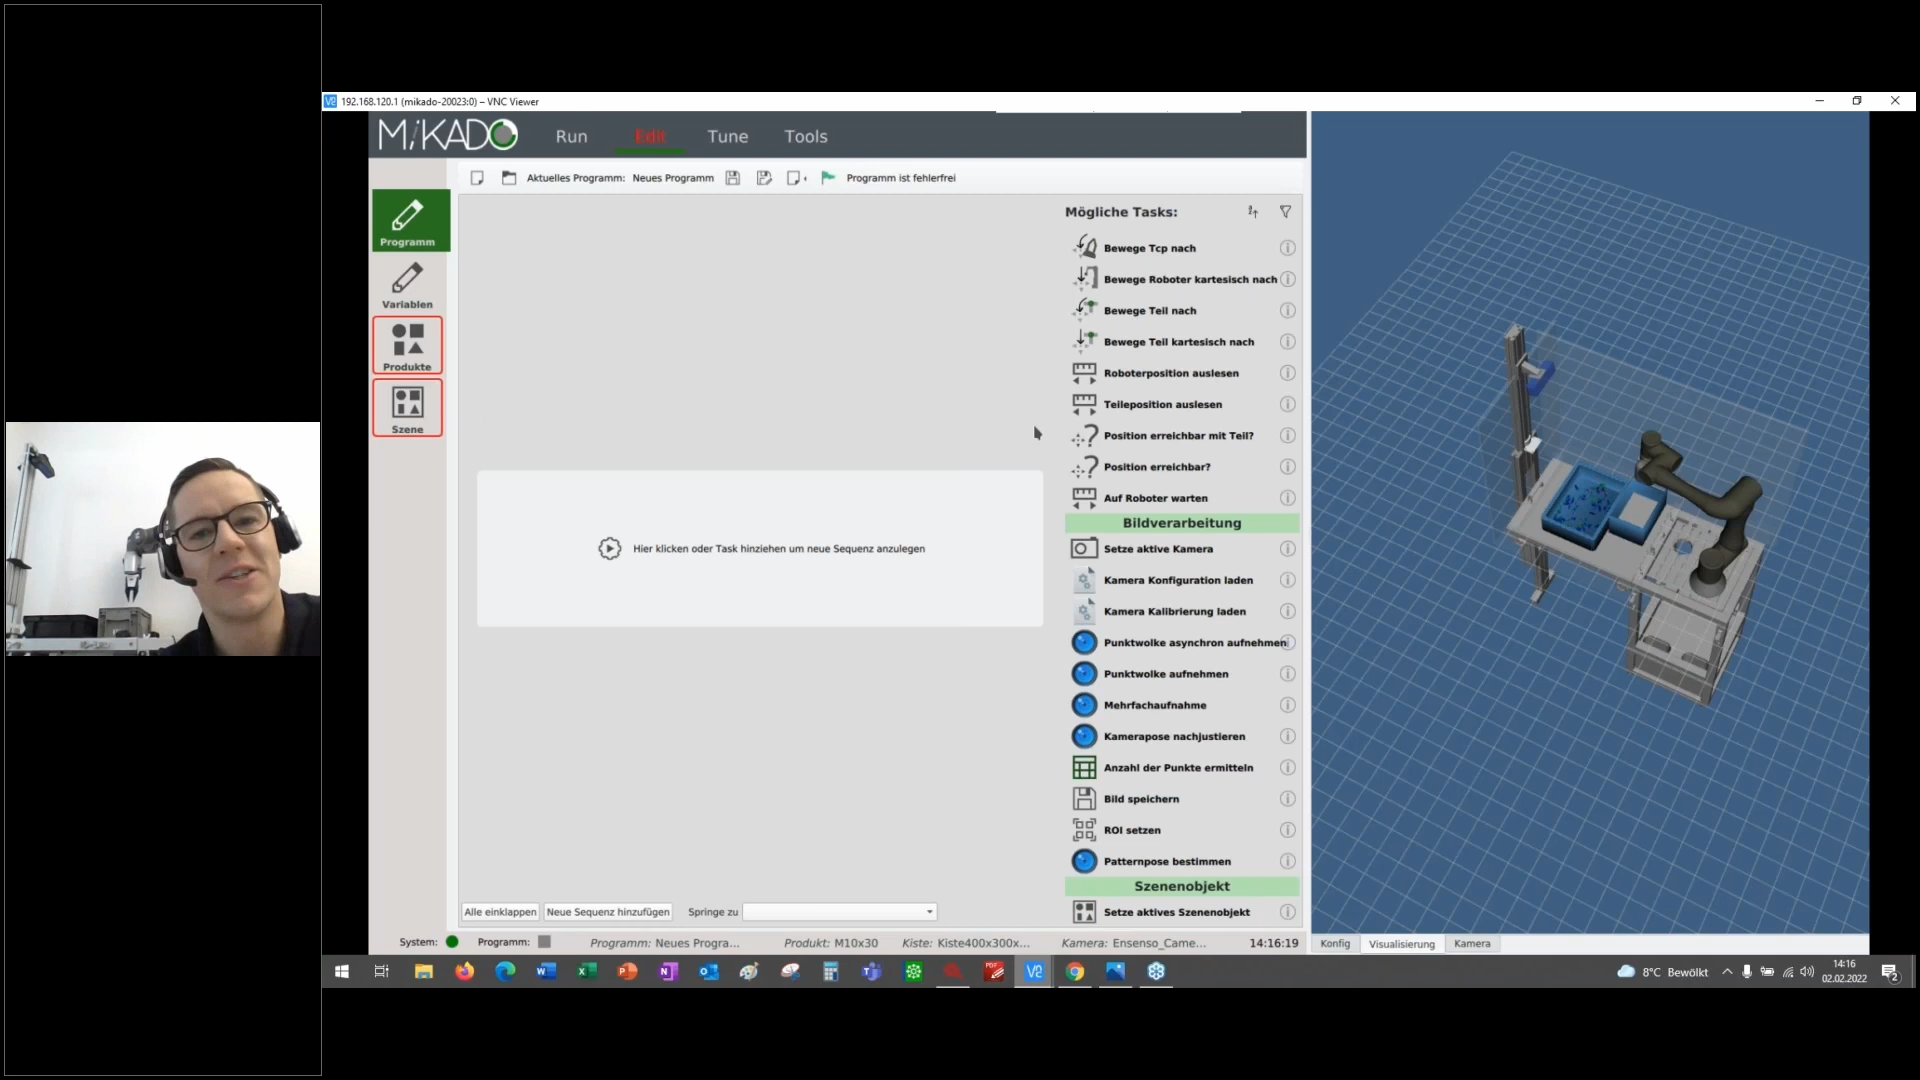 192.168.120.1 (mikado-20023:0) – VNC Viewer
MiKADO
Run
Edit
Tune
Tools
Aktuelles Programm: Neues Programm
Programm ist fehlerfrei
Programm
Variablen
Produkte
Szene
Hier klicken oder Task hinziehen um neue Sequenz anzulegen
Mögliche Tasks:
Bewege Tcp nach
Bewege Roboter kartesisch nach
Bewege Teil nach
Bewege Teil kartesisch nach
Roboterposition auslesen
Teileposition auslesen
Position erreichbar mit Teil?
Position erreichbar?
Auf Roboter warten
Bildverarbeitung
Setze aktive Kamera
Kamera Konfiguration laden
Kamera Kalibrierung laden
Punktwolke asynchron aufnehmen
Punktwolke aufnehmen
Mehrfachaufnahme
Kamerapose nachjustieren
Anzahl der Punkte ermitteln
Bild speichern
ROI setzen
Patternpose bestimmen
Szenenobjekt
Setze aktives Szenenobjekt
Alle einklappen
Neue Sequenz hinzufügen
Springe zu
System:
Programm:
Programm: Neues Progra...
Produkt: M10x30
Kiste: Kiste400x300x...
Kamera: Ensenso_Came...
14:16:19
Konfig
Visualisierung
Kamera
8°C Bewölkt
14:16
02.02.2022
2